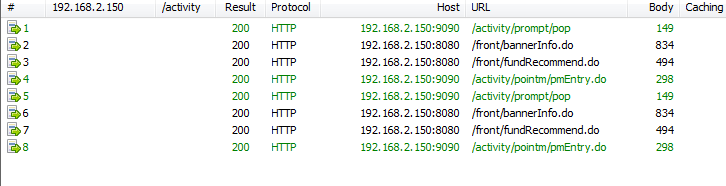 # 192.168.2.150 /activity Result Protocol Host URL Body Caching
1 200 HTTP 192.168.2.150:9090 /activity/prompt/pop 149
2 200 HTTP 192.168.2.150:8080 /front/bannerInfo.do 834
3 200 HTTP 192.168.2.150:8080 /front/fundRecommend.do 494
4 200 HTTP 192.168.2.150:9090 /activity/pointm/pmEntry.do 298
5 200 HTTP 192.168.2.150:9090 /activity/prompt/pop 149
6 200 HTTP 192.168.2.150:8080 /front/bannerInfo.do 834
7 200 HTTP 192.168.2.150:8080 /front/fundRecommend.do 494
8 200 HTTP 192.168.2.150:9090 /activity/pointm/pmEntry.do 298